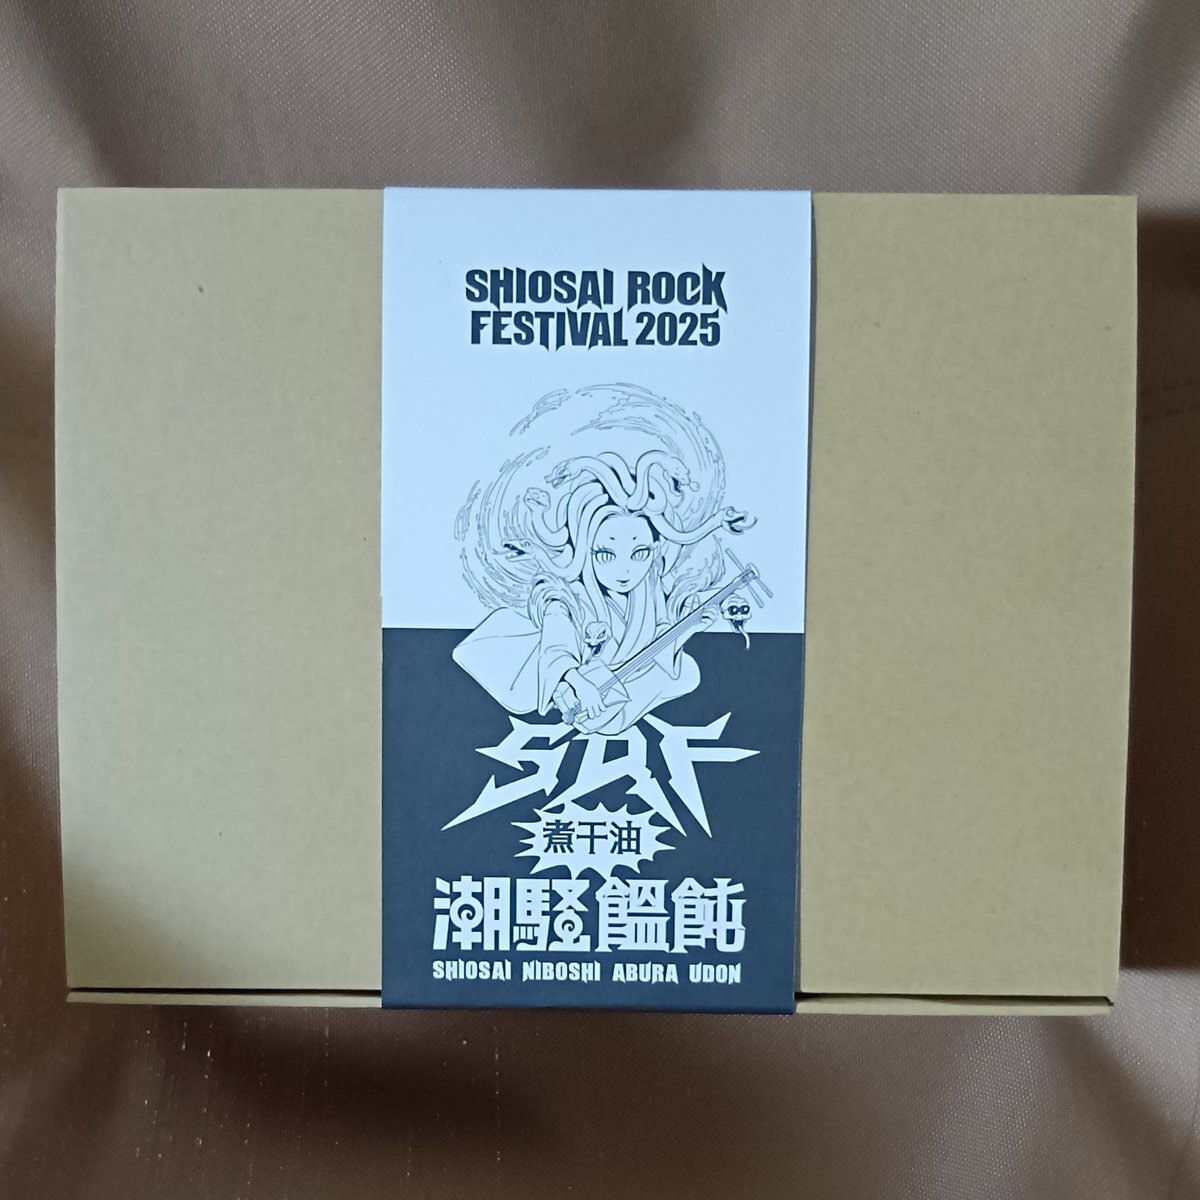 SHIOSAI ROCK
FESTIVAL 2025
SRF
煮干油
潮騒饂飩
SHIOSAI NIBOSHI ABURA UDON